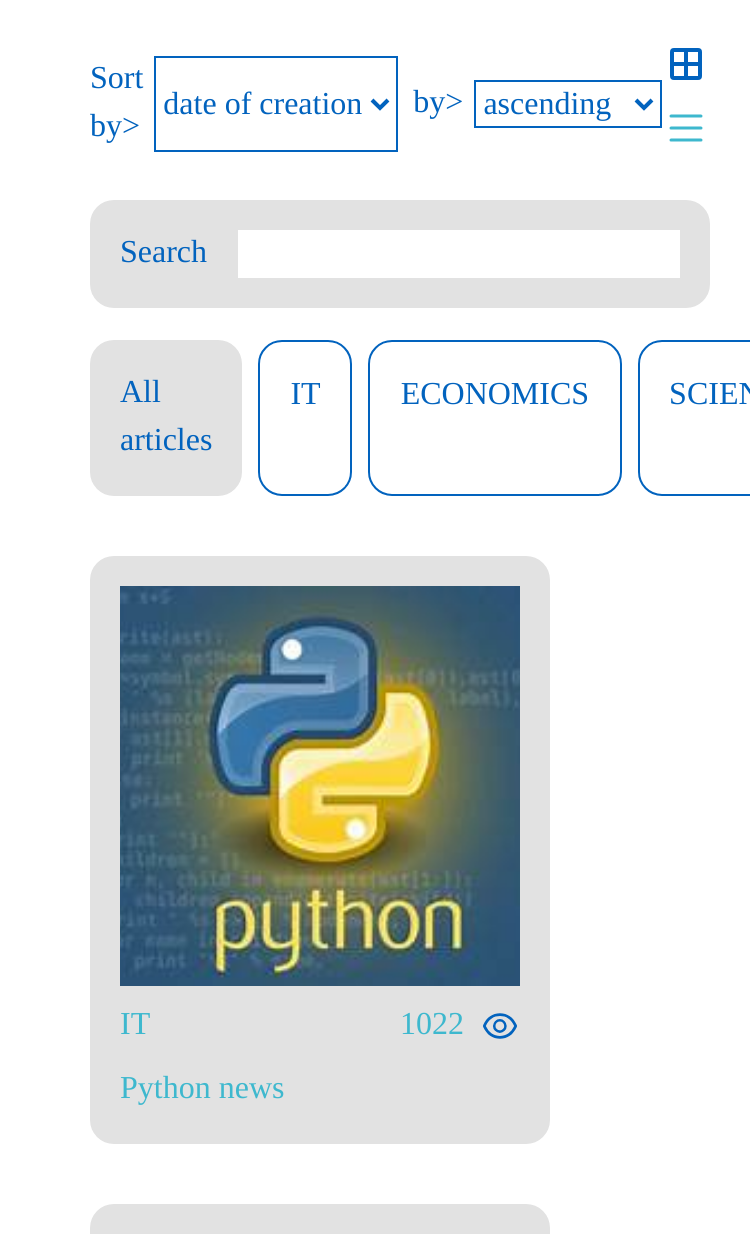 Sort by>
date of creation
by>
ascending
Search
All articles
IT
ECONOMICS
python
IT
1022
Python news